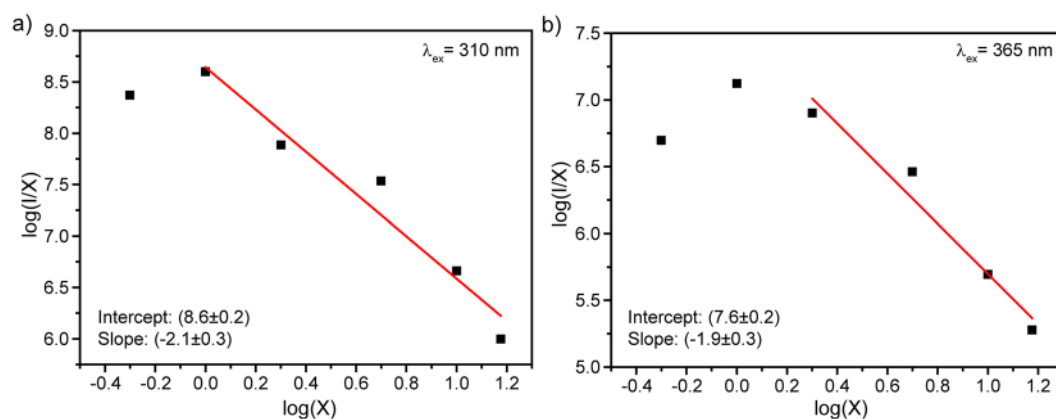 a)
λex= 310 nm
9.0
8.5
8.0
7.5
7.0
6.5
6.0
log(I/X)
Intercept: (8.6±0.2)
Slope: (-2.1±0.3)
-0.4 -0.2 0.0 0.2 0.4 0.6 0.8 1.0 1.2
log(X)
b)
λex= 365 nm
7.5
7.0
6.5
6.0
5.5
5.0
log(I/X)
Intercept: (7.6±0.2)
Slope: (-1.9±0.3)
-0.4 -0.2 0.0 0.2 0.4 0.6 0.8 1.0 1.2
log(X)